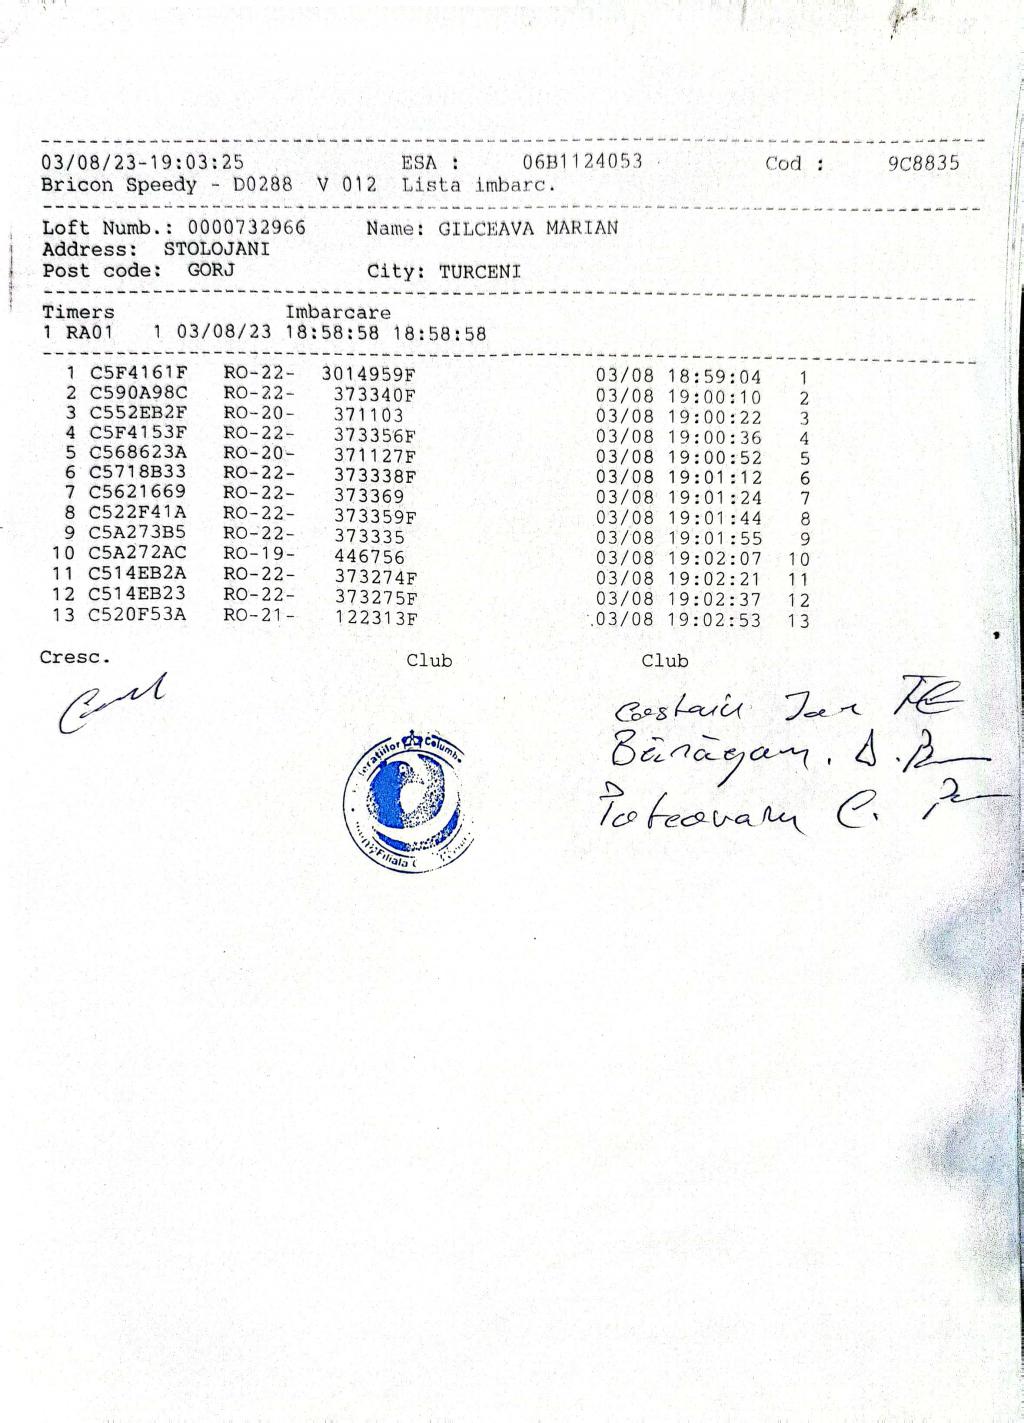 03/08/23-19:03:25 ESA : 06B1124053 Cod : 9C8835
Bricon Speedy - D0288 V 012 Lista imbarc.
Loft Numb.: 0000732966 Name: GILCEAVA MARIAN
Address: STOLOJANI
Post code: GORJ City: TURCENI
Timers Imbarcare
1 RA01 1 03/08/23 18:58:58 18:58:58
1 C5F4161F RO-22- 3014959F 03/08 18:59:04 1
2 C590A98C RO-22- 373340F 03/08 19:00:10 2
3 C552EB2F RO-20- 371103 03/08 19:00:22 3
4 C5F4153F RO-22- 373356F 03/08 19:00:36 4
5 C568623A RO-20- 371127F 03/08 19:00:52 5
6 C5718B33 RO-22- 373338F 03/08 19:01:12 6
7 C5621669 RO-22- 373369 03/08 19:01:24 7
8 C522F41A RO-22- 373359F 03/08 19:01:44 8
9 C5A273B5 RO-22- 373335 03/08 19:01:55 9
10 C5A272AC RO-19- 446756 03/08 19:02:07 10
11 C514EB2A RO-22- 373274F 03/08 19:02:21 11
12 C514EB23 RO-22- 373275F 03/08 19:02:37 12
13 C520F53A RO-21- 122313F 03/08 19:02:53 13
Cresc. Club Club
Bărăgan. D.
C.
Filiala